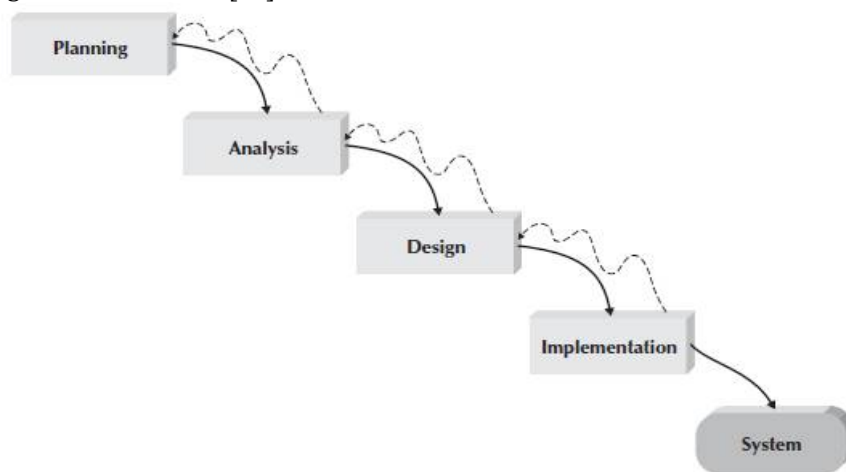 Planning
Analysis
Design
Implementation
System